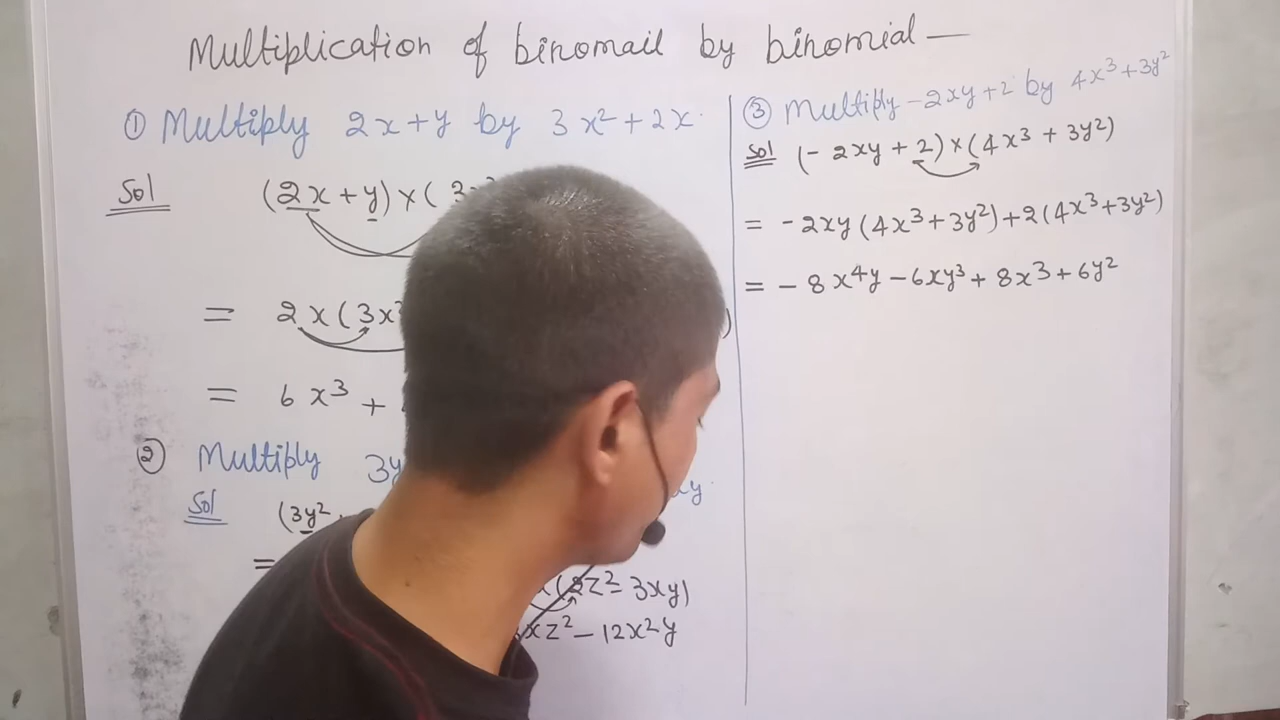 Multiplication of binomail by binomial —
① Multiply 2x+y by 3x²+2x.
Sol (2x+y)×(3
= 2x(3x )
= 6x³ +
② Multiply 3y y.
Sol (3y²
=
(2z² – 3xy)
xz² – 12x²y
③ Multiply –2xy+2 by 4x³+3y²
Sol (- 2xy + 2)×(4x³ + 3y²)
= -2xy(4x³+3y²)+2(4x³+3y²)
= - 8x⁴y – 6xy³ + 8x³ + 6y²